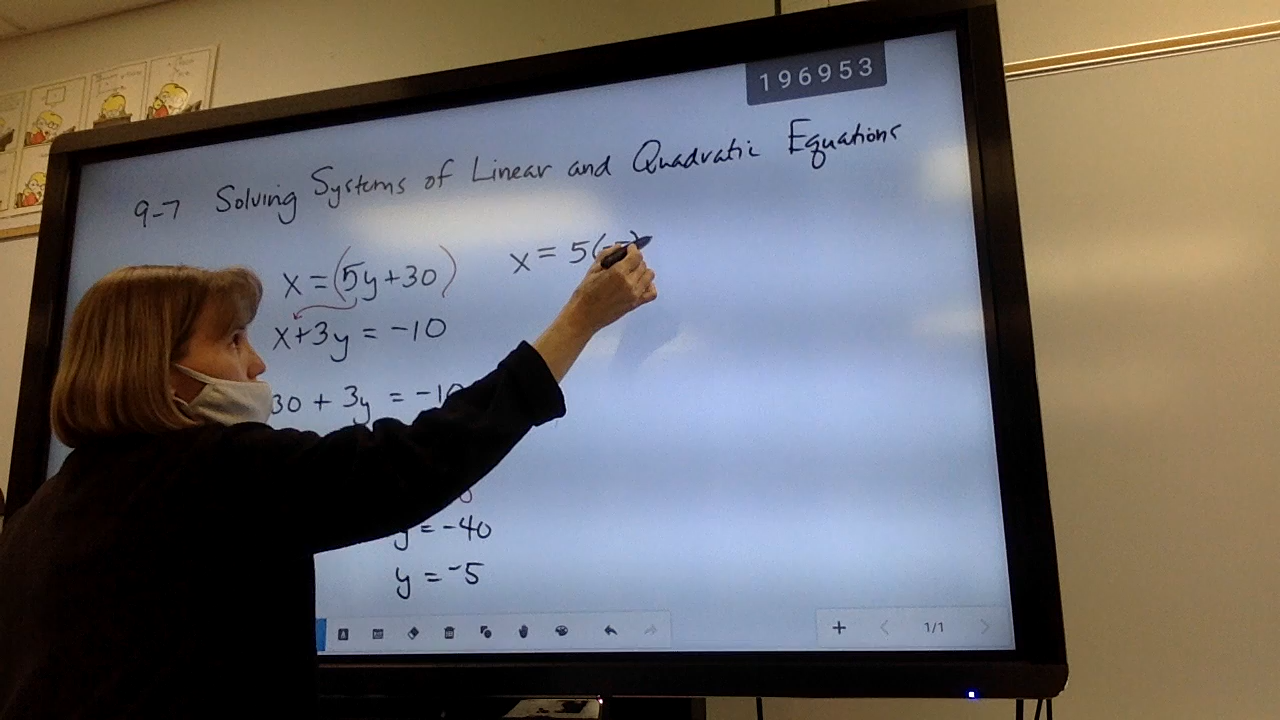 196953
9-7 Solving Systems of Linear and Quadratic Equations
x = (5y+30)
x+3y = -10
30 + 3y = -10
y = -40
y = -5
x = 5(-5)
1/1